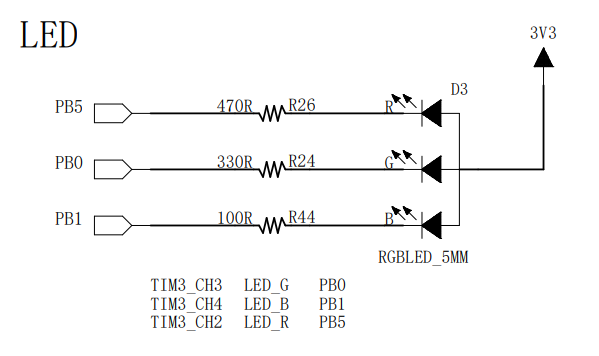 LED
3V3
D3
PB5 470R R26 R
PB0 330R R24 G
PB1 100R R44 B
RGBLED_5MM
TIM3_CH3 LED_G PB0
TIM3_CH4 LED_B PB1
TIM3_CH2 LED_R PB5